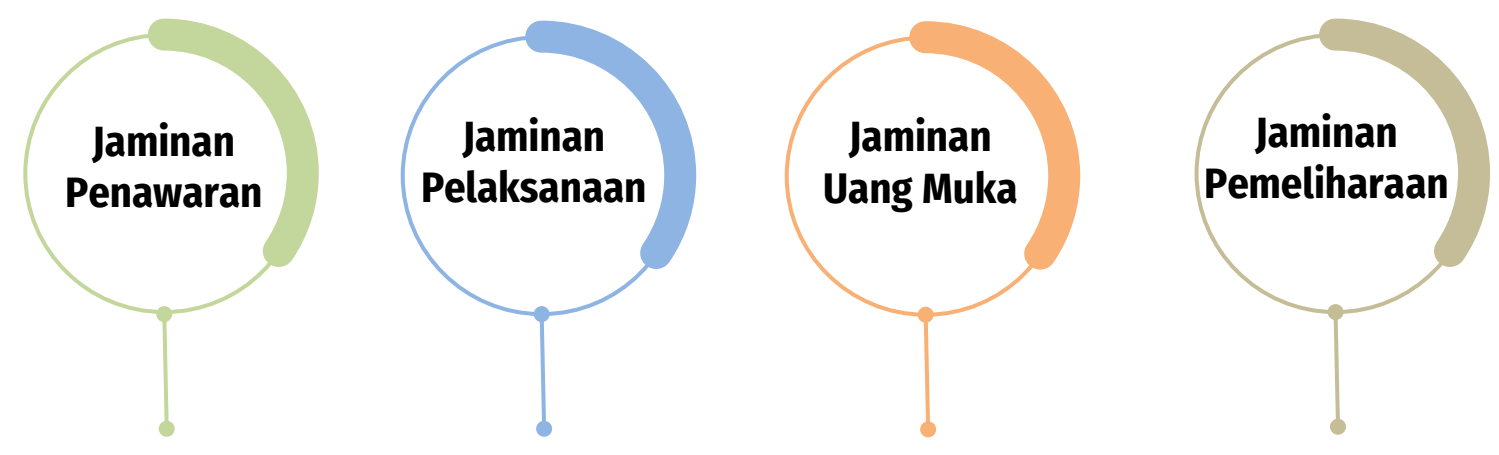 Jaminan
Penawaran
Jaminan
Pelaksanaan
Jaminan
Uang Muka
Jaminan
Pemeliharaan